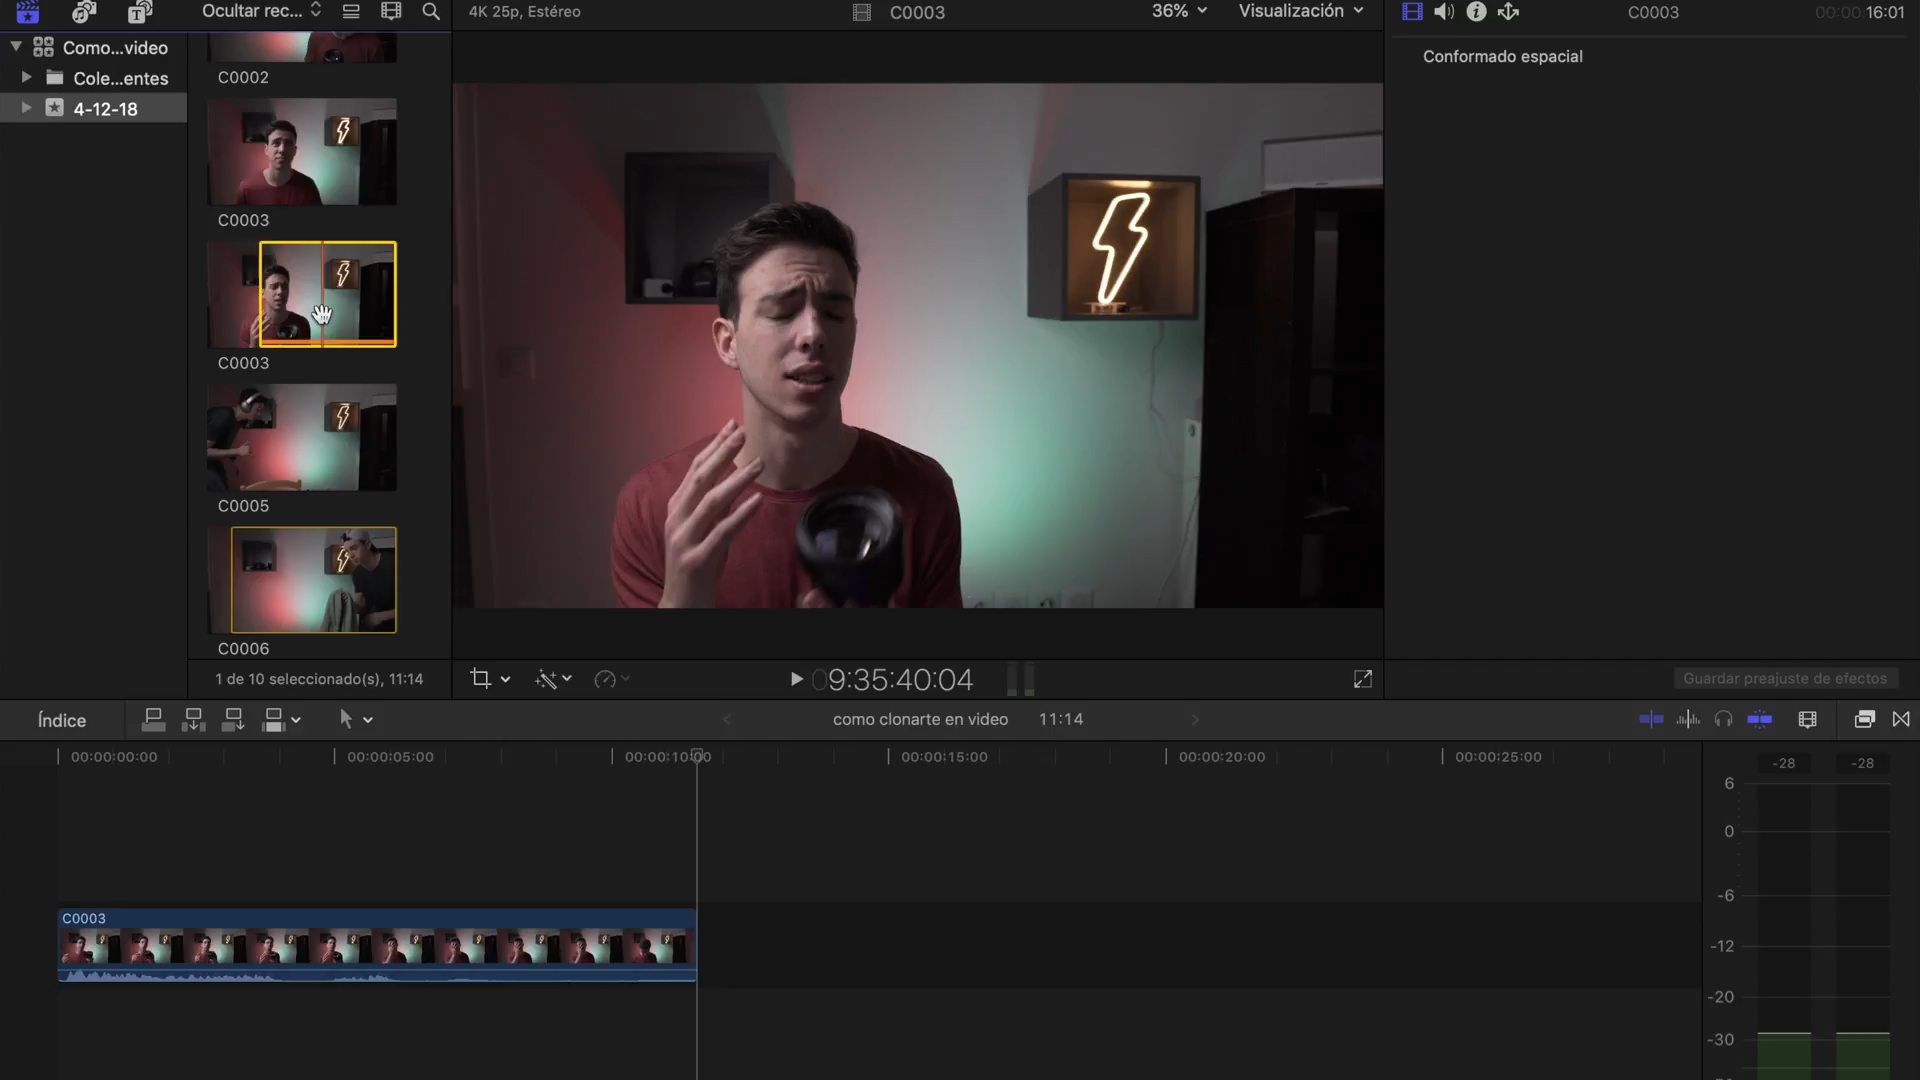 Ocultar rec...
4K 25p, Estéreo
C0003
36%
Visualización
C0003
00:00:16:01
Como...video
Cole...entes
4-12-18
C0002
C0003
C0003
C0005
C0006
Conformado espacial
1 de 10 seleccionado(s), 11:14
09:35:40:04
Guardar preajuste de efectos
Índice
como clonarte en video
11:14
00:00:00:00
00:00:05:00
00:00:10:00
00:00:15:00
00:00:20:00
00:00:25:00
-28
-28
6
0
-6
-12
-20
-30
C0003